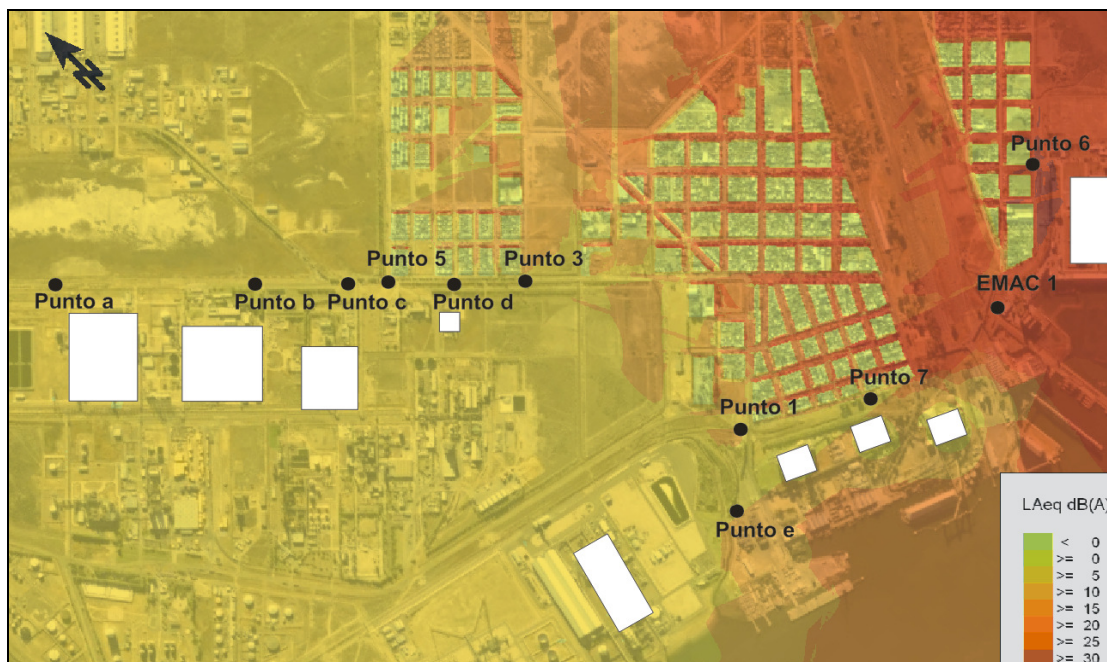 Punto 6
Punto 5
Punto 3
EMAC 1
Punto a
Punto b
Punto c
Punto d
Punto 7
Punto 1
Punto e
LAeq dB(A)
< 0
>= 0
>= 5
>= 10
>= 15
>= 20
>= 25
>= 30